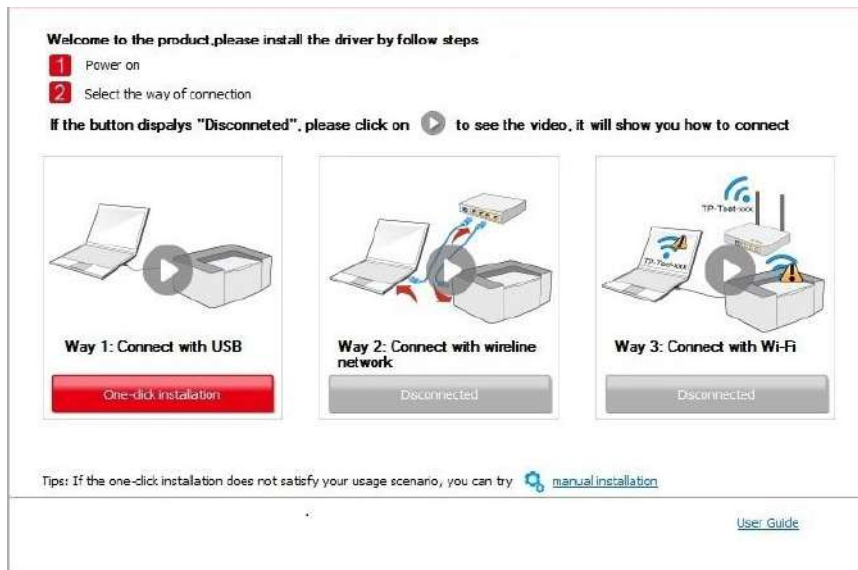 Welcome to the product,please install the driver by follow steps
1 Power on
2 Select the way of connection
If the button dispalys "Disconneted", please click on to see the video, it will show you how to connect
TP-Test-xxx
TP-Test-xxx
Way 1: Connect with USB
Way 2: Connect with wireline
network
Way 3: Connect with Wi-Fi
One-click installation
Disconnected
Disconnected
Tips: If the one-click installation does not satisfy your usage scenario, you can try manual installation
User Guide